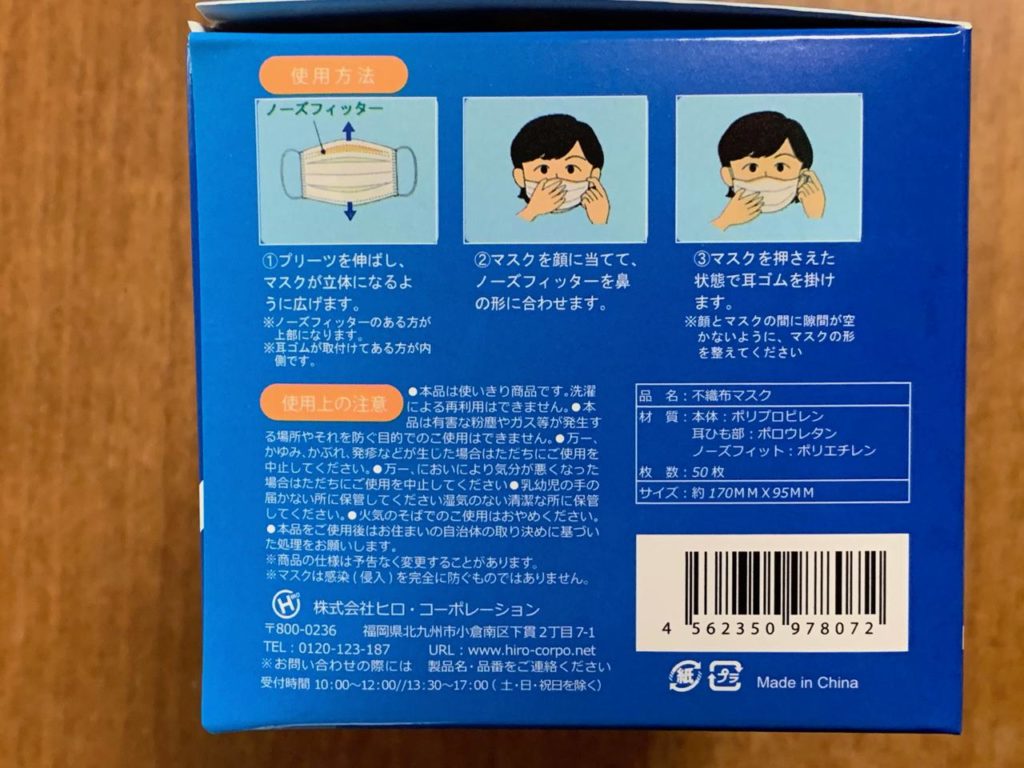 使用方法
ノーズフィッター
①プリーツを伸ばし、
マスクが立体になるよ
うに広げます。
※ノーズフィッターのある方が
上部になります。
※耳ゴムが取付けてある方が内
側です。
②マスクを顔に当てて、
ノーズフィッターを鼻
の形に合わせます。
③マスクを押さえた
状態で耳ゴムを掛け
ます。
※顔とマスクの間に隙間が空
かないように、マスクの形
を整えてください
使用上の注意
●本品は使いきり商品です。洗濯
による再利用はできません。●本
品は有害な粉塵やガス等が発生す
る場所やそれを防ぐ目的でのご使用はできません。●万一、
かゆみ、かぶれ、発疹などが生じた場合はただちにご使用を
中止してください。●万一、においにより気分が悪くなった
場合はただちにご使用を中止してください●乳幼児の手の
届かない所に保管してください湿気のない清潔な所に保管
してください。●火気のそばでのご使用はおやめください。
●本品をご使用後はお住まいの自治体の取り決めに基づい
た処理をお願いします。
※商品の仕様は予告なく変更することがあります。
※マスクは感染(侵入)を完全に防ぐものではありません。
株式会社ヒロ・コーポレーション
〒800-0236 福岡県北九州市小倉南区下貫2丁目7-1
TEL：0120-123-187 URL：www.hiro-corpo.net
※お問い合わせの際には 製品名・品番をご連絡ください
受付時間 10:00~12:00//13:30~17:00(土・日・祝日を除く)
品 名：不織布マスク
材 質：本体：ポリプロピレン
耳ひも部：ポロウレタン
ノーズフィット：ポリエチレン
枚 数：50枚
サイズ：約170MMX95MM
4 562350 978072
紙 プラ Made in China